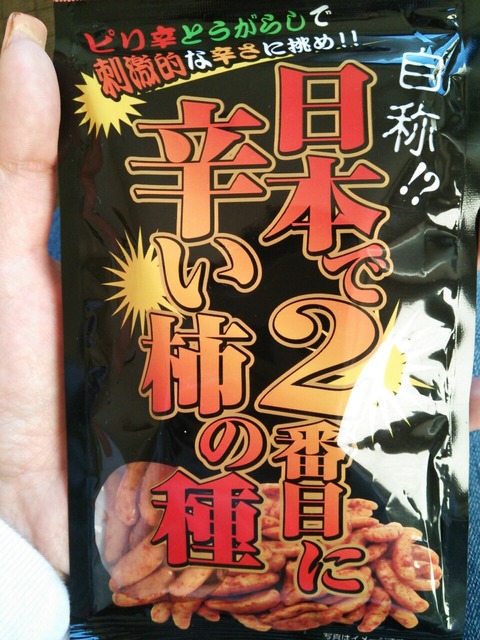 ピリ辛とうがらしで
刺激的な辛さに挑め!!
自称!?
日本で2番目に
辛い柿の種